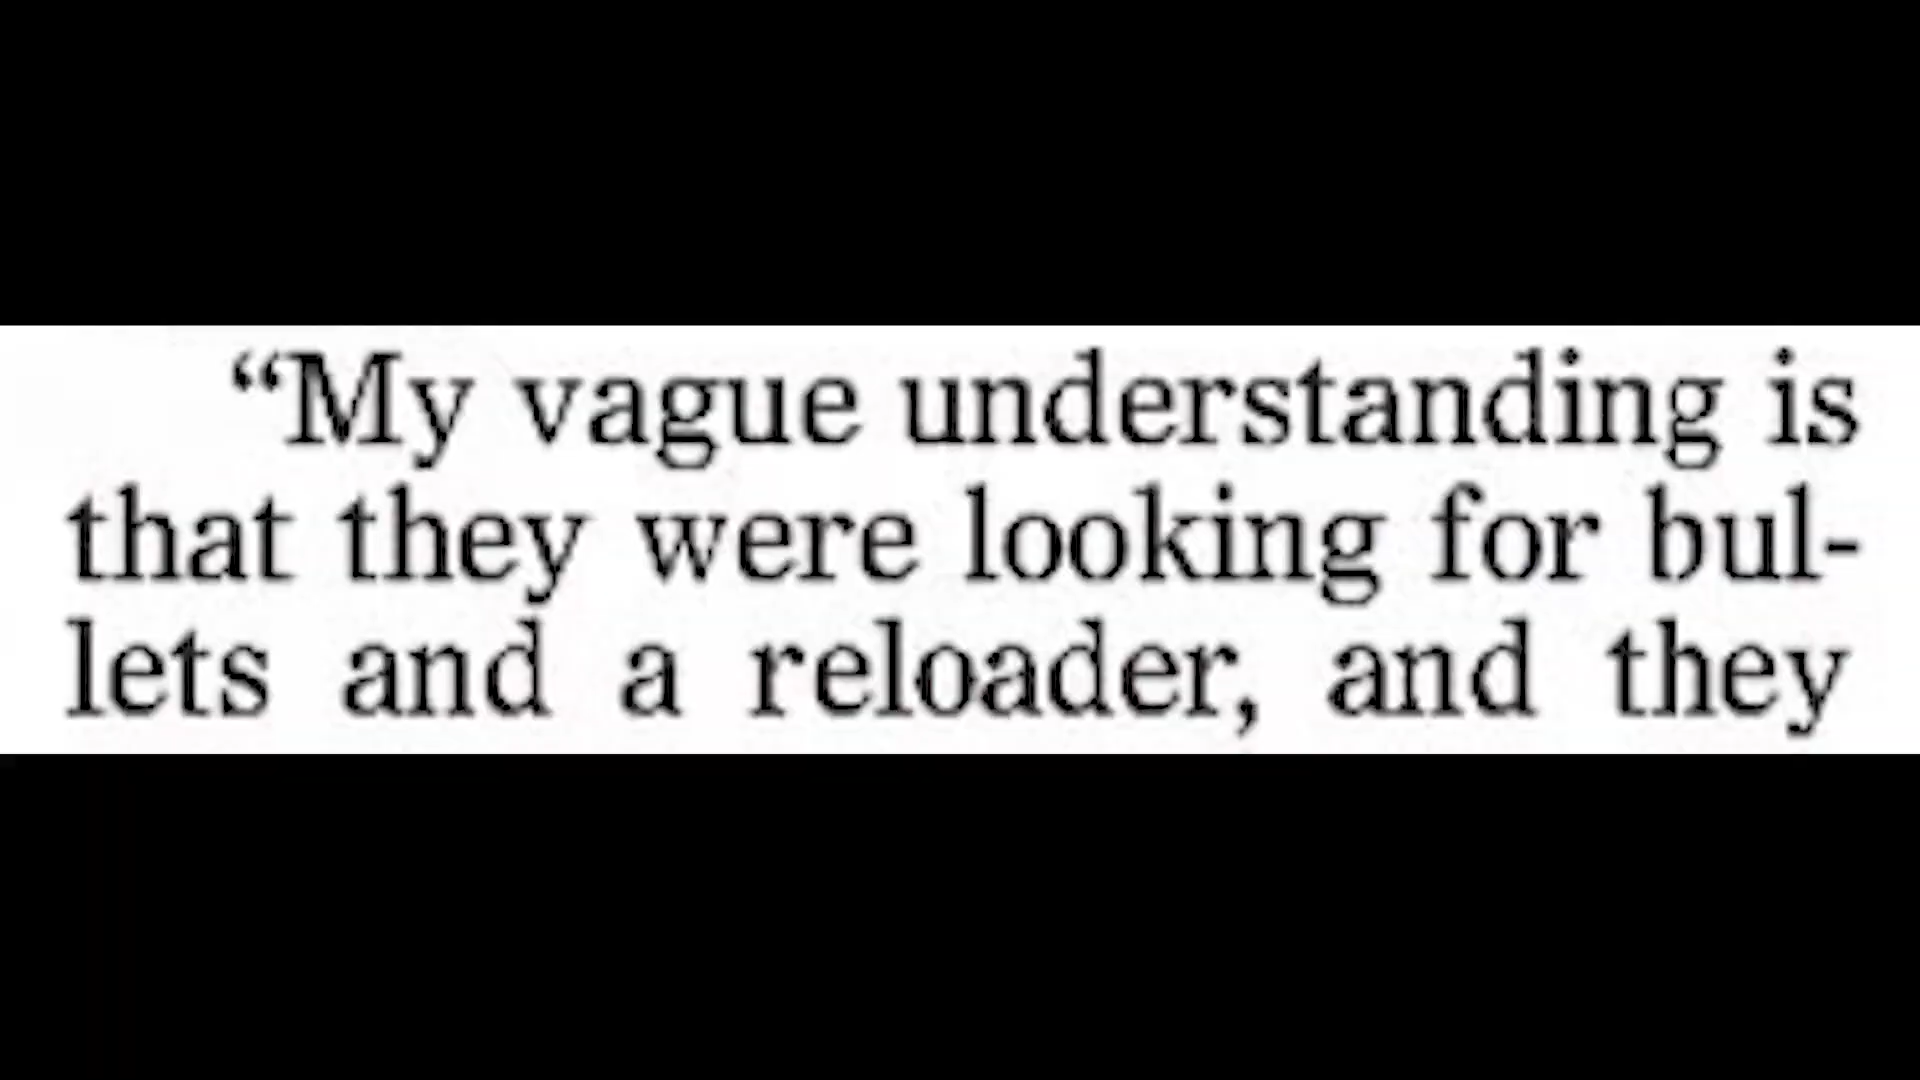 “My vague understanding is
that they were looking for bul-
lets and a reloader, and they